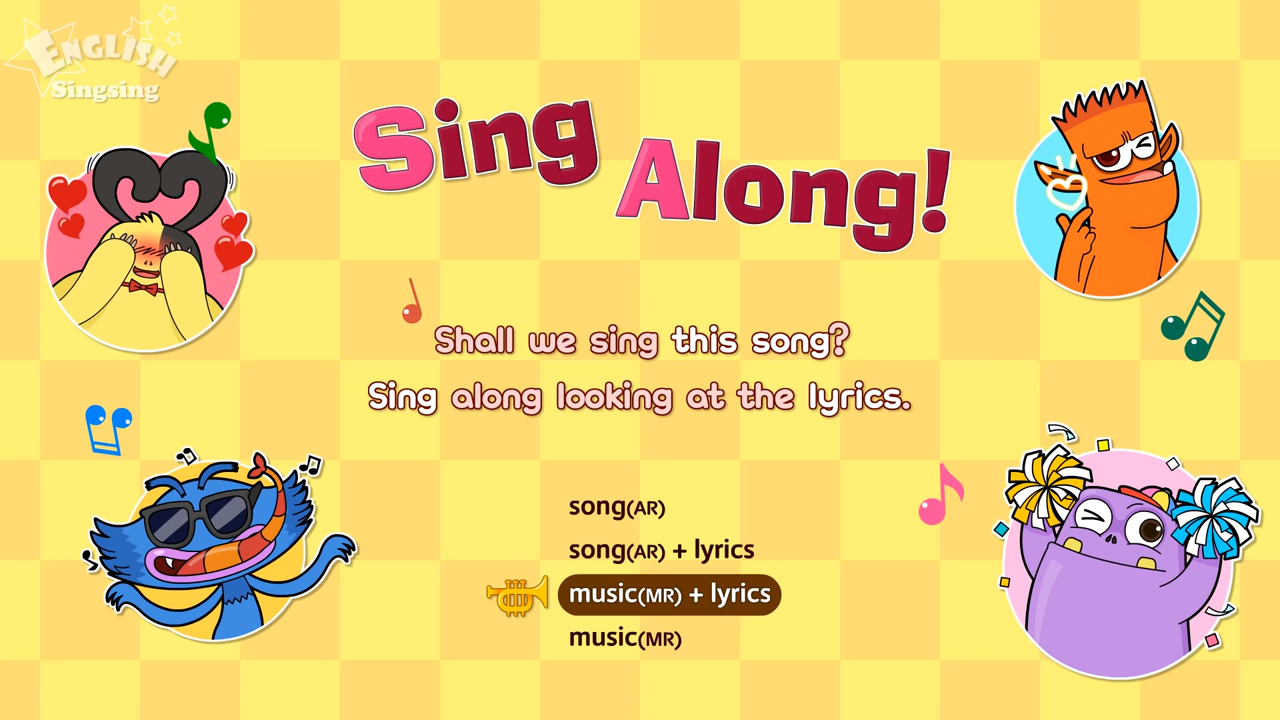 ENGLISH
Singsing
Sing Along!
Shall we sing this song?
Sing along looking at the lyrics.
song(AR)
song(AR) + lyrics
music(MR) + lyrics
music(MR)